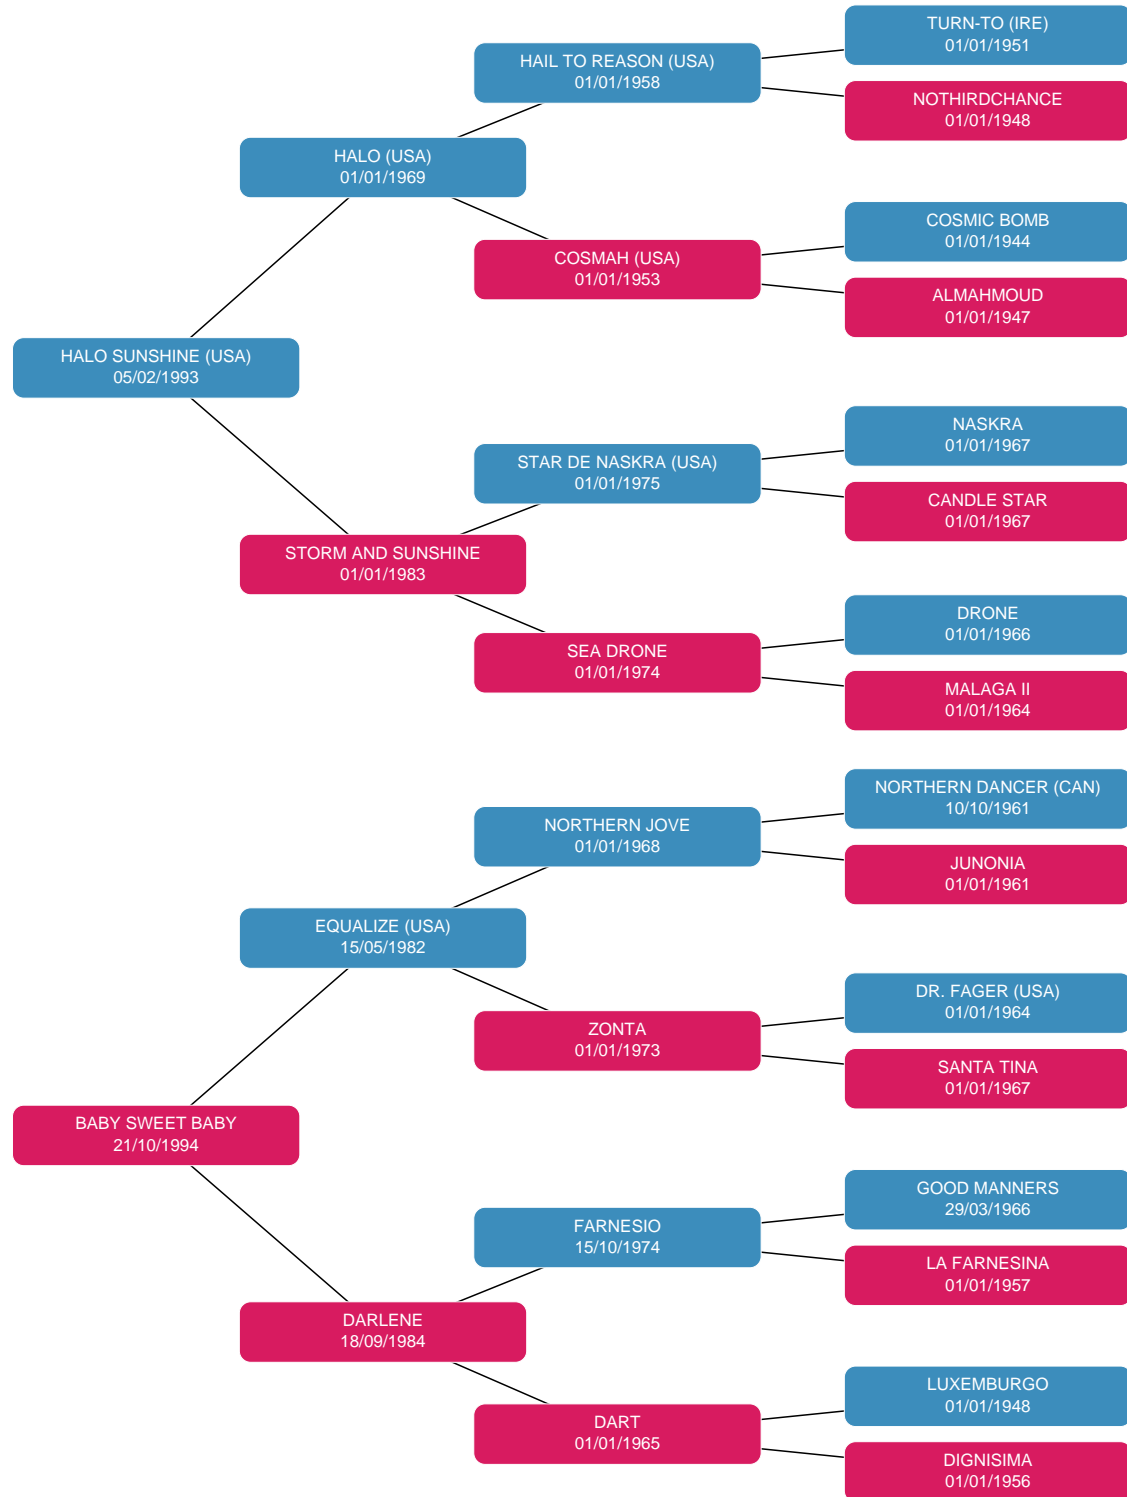 TURN-TO (IRE)
01/01/1951
HAIL TO REASON (USA)
01/01/1958
NOTHIRDCHANCE
01/01/1948
HALO (USA)
01/01/1969
COSMIC BOMB
01/01/1944
COSMAH (USA)
01/01/1953
ALMAHMOUD
01/01/1947
HALO SUNSHINE (USA)
05/02/1993
NASKRA
01/01/1967
STAR DE NASKRA (USA)
01/01/1975
CANDLE STAR
01/01/1967
STORM AND SUNSHINE
01/01/1983
DRONE
01/01/1966
SEA DRONE
01/01/1974
MALAGA II
01/01/1964
NORTHERN DANCER (CAN)
10/10/1961
NORTHERN JOVE
01/01/1968
JUNONIA
01/01/1961
EQUALIZE (USA)
15/05/1982
DR. FAGER (USA)
01/01/1964
ZONTA
01/01/1973
SANTA TINA
01/01/1967
BABY SWEET BABY
21/10/1994
GOOD MANNERS
29/03/1966
FARNESIO
15/10/1974
LA FARNESINA
01/01/1957
DARLENE
18/09/1984
LUXEMBURGO
01/01/1948
DART
01/01/1965
DIGNISIMA
01/01/1956